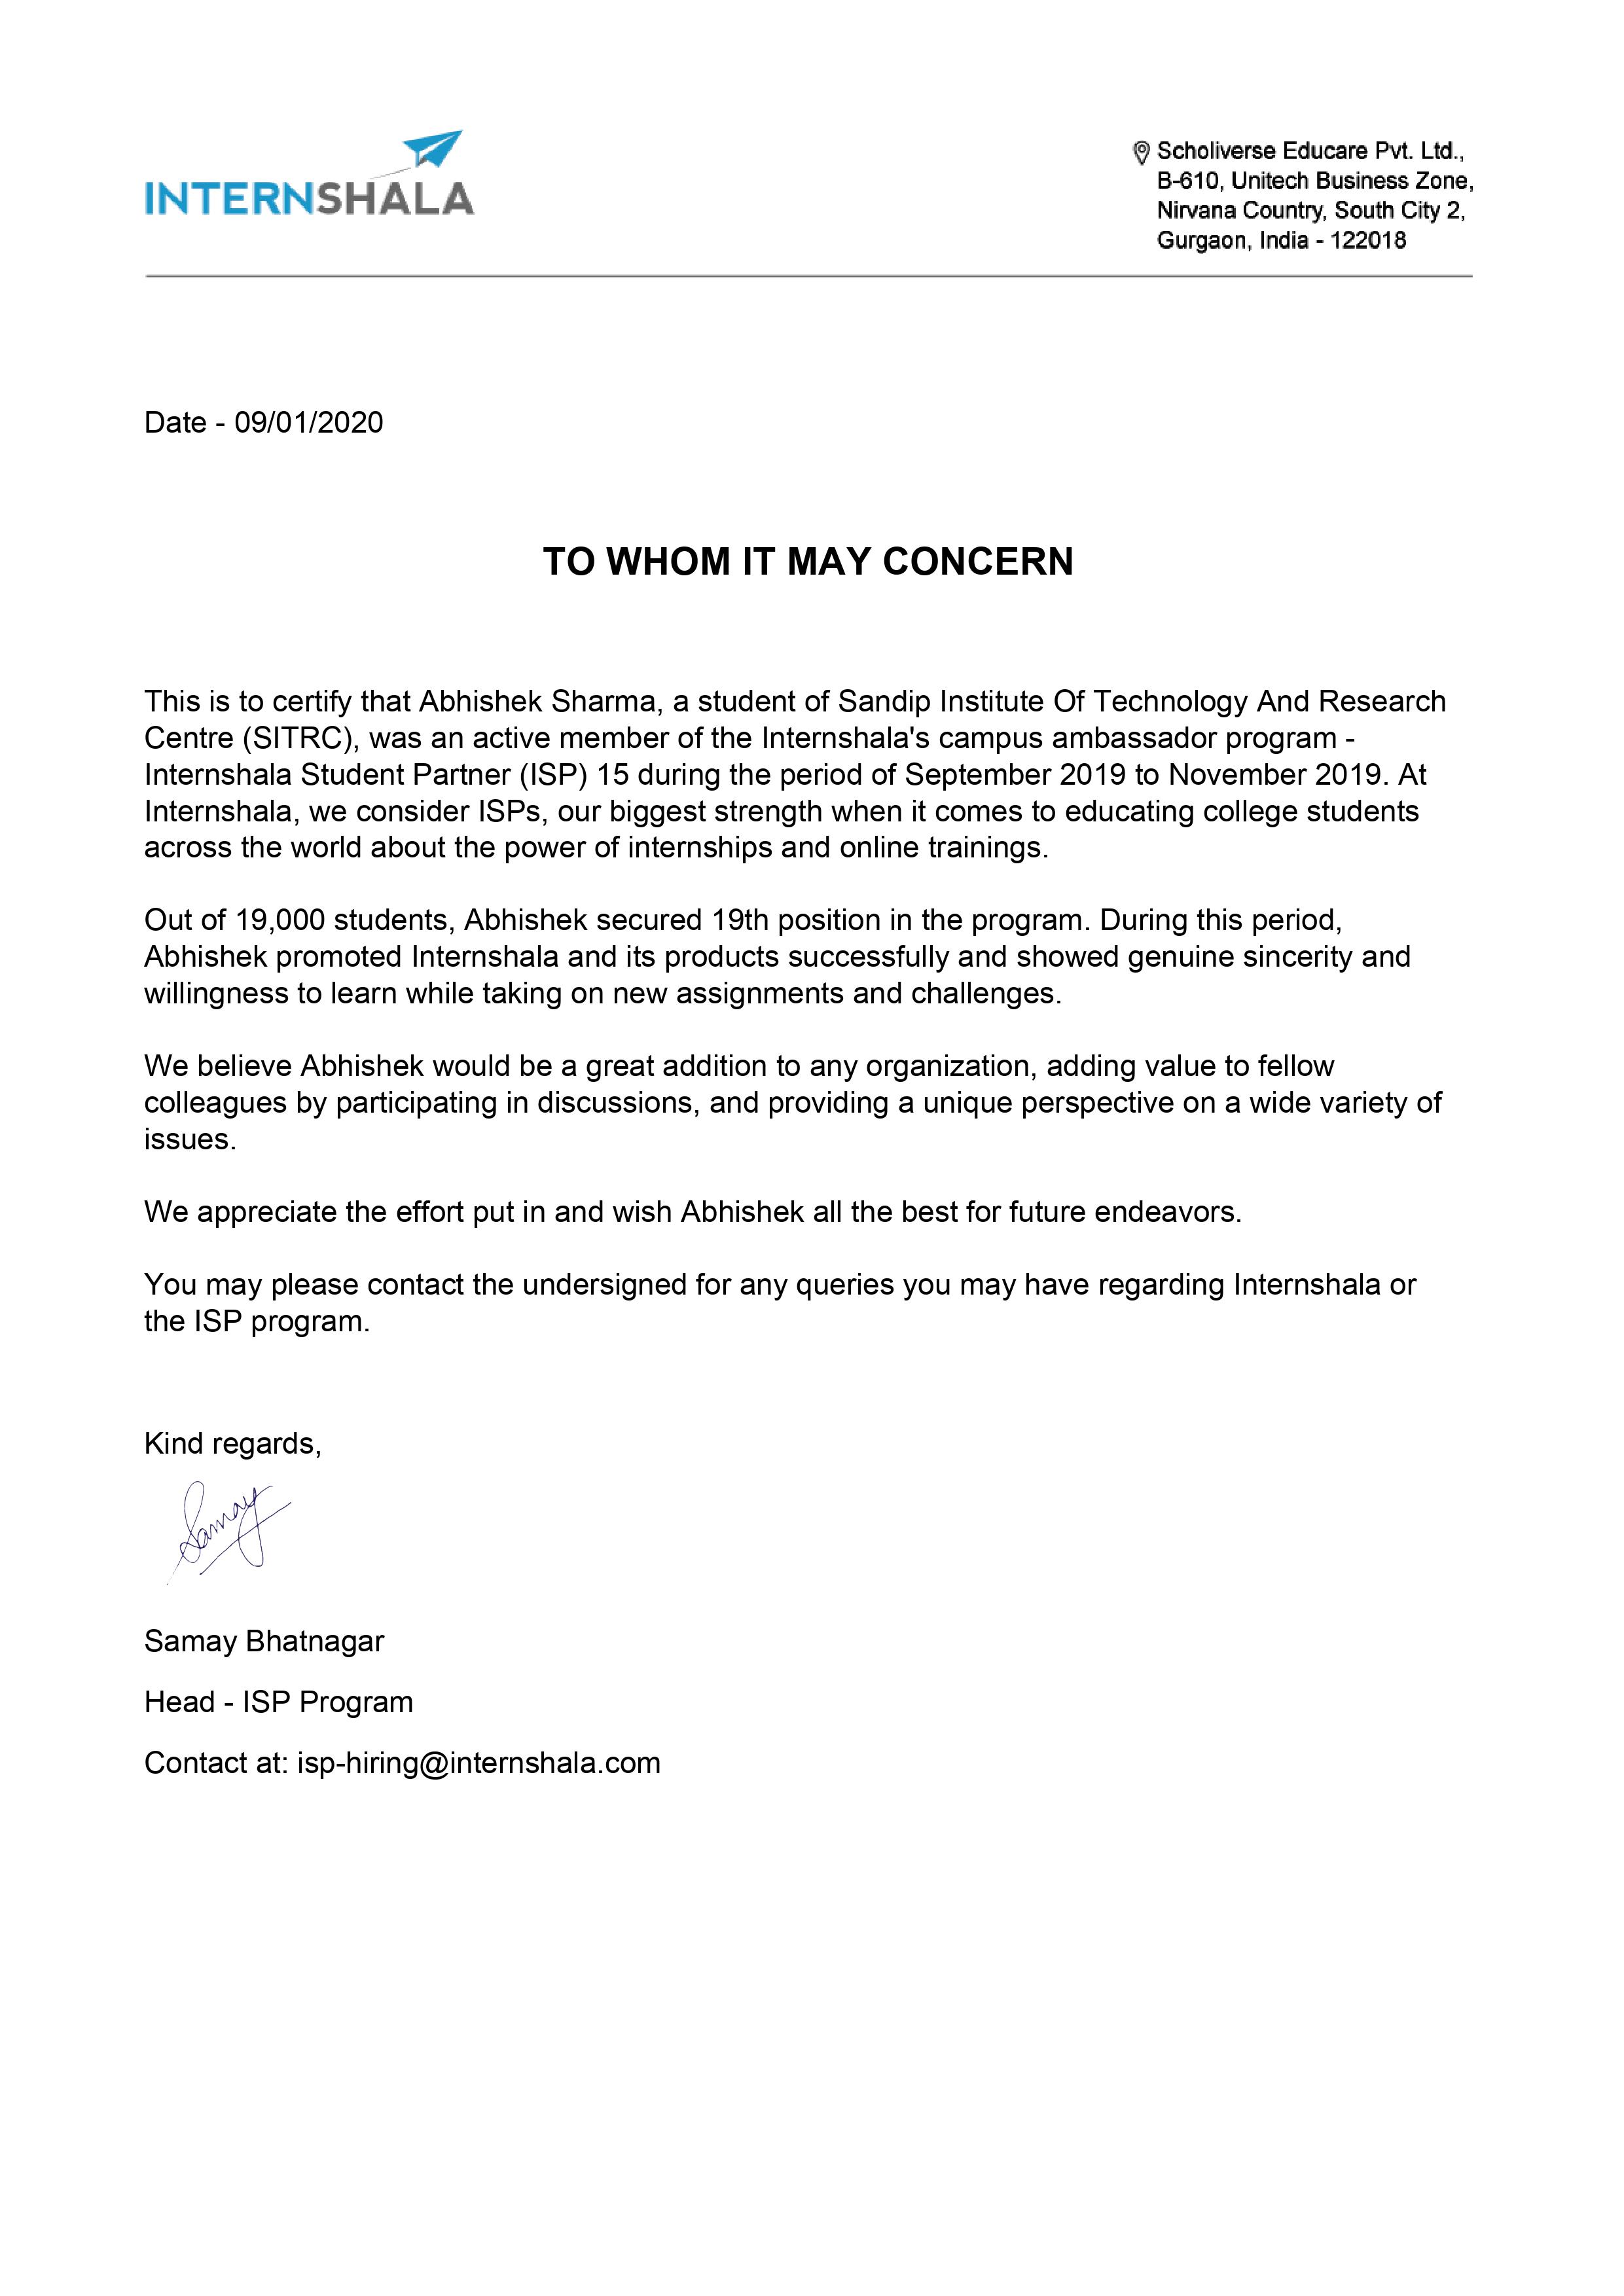 INTERNSHALA
Scholiverse Educare Pvt. Ltd.,
B-610, Unitech Business Zone,
Nirvana Country, South City 2,
Gurgaon, India - 122018
Date - 09/01/2020
TO WHOM IT MAY CONCERN
This is to certify that Abhishek Sharma, a student of Sandip Institute Of Technology And Research
Centre (SITRC), was an active member of the Internshala's campus ambassador program -
Internshala Student Partner (ISP) 15 during the period of September 2019 to November 2019. At
Internshala, we consider ISPs, our biggest strength when it comes to educating college students
across the world about the power of internships and online trainings.
Out of 19,000 students, Abhishek secured 19th position in the program. During this period,
Abhishek promoted Internshala and its products successfully and showed genuine sincerity and
willingness to learn while taking on new assignments and challenges.
We believe Abhishek would be a great addition to any organization, adding value to fellow
colleagues by participating in discussions, and providing a unique perspective on a wide variety of
issues.
We appreciate the effort put in and wish Abhishek all the best for future endeavors.
You may please contact the undersigned for any queries you may have regarding Internshala or
the ISP program.
Kind regards,
Samay
Samay Bhatnagar
Head - ISP Program
Contact at: isp-hiring@internshala.com